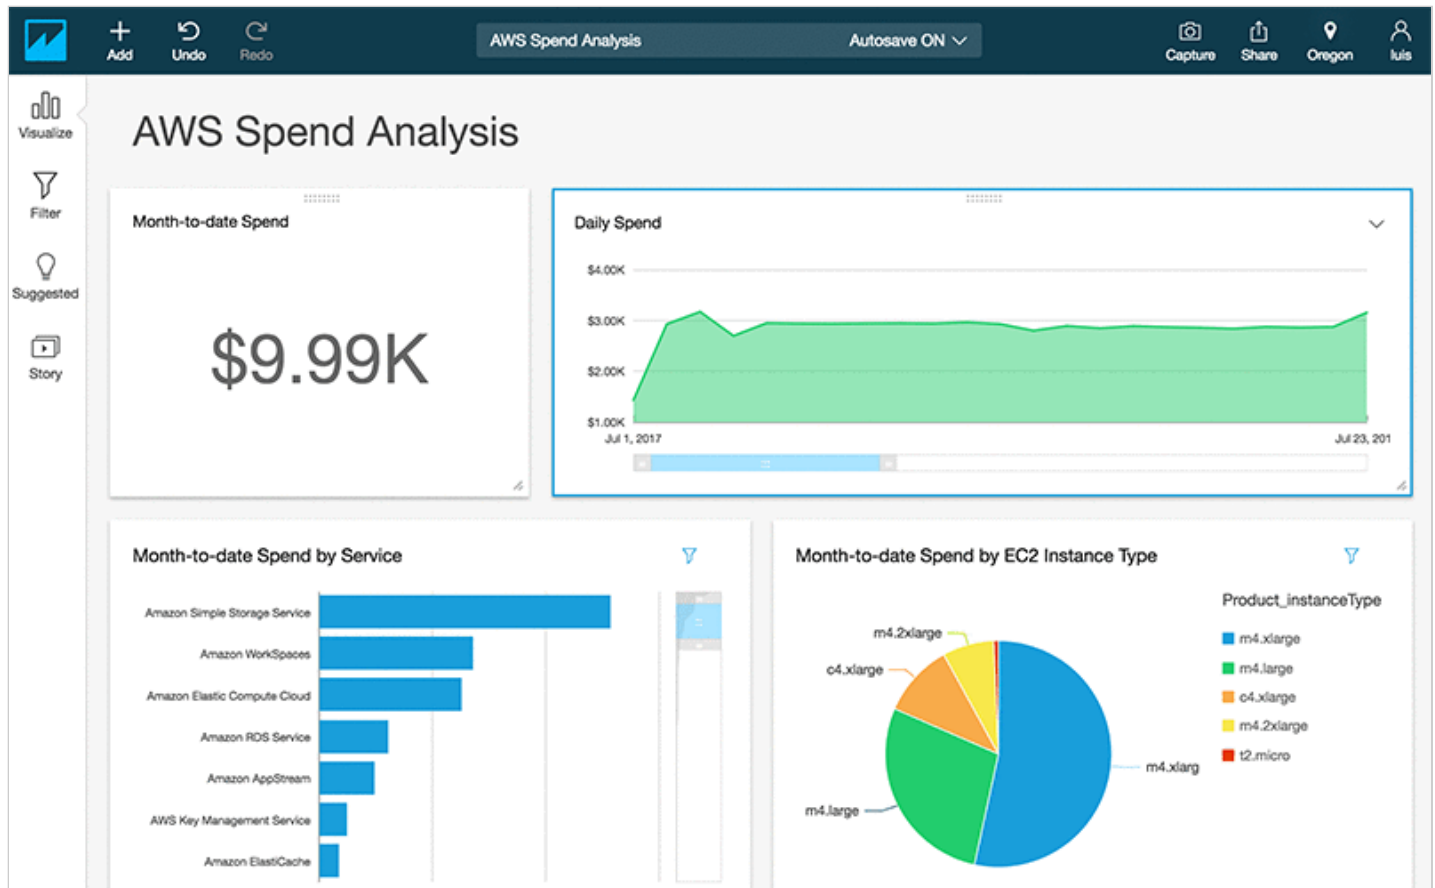 Add
Undo
Redo
AWS Spend Analysis
Autosave ON
Capture
Share
Oregon
luis
Visualize
Filter
Suggested
Story
AWS Spend Analysis
Month-to-date Spend
$9.99K
Daily Spend
$4.00K
$3.00K
$2.00K
$1.00K
Jul 1, 2017
Jul 23, 201
Month-to-date Spend by Service
Amazon Simple Storage Service
Amazon WorkSpaces
Amazon Elastic Compute Cloud
Amazon RDS Service
Amazon AppStream
AWS Key Management Service
Amazon ElastiCache
Month-to-date Spend by EC2 Instance Type
m4.2xlarge
c4.xlarge
m4.large
m4.xlarg
Product_instanceType
m4.xlarge
m4.large
c4.xlarge
m4.2xlarge
t2.micro